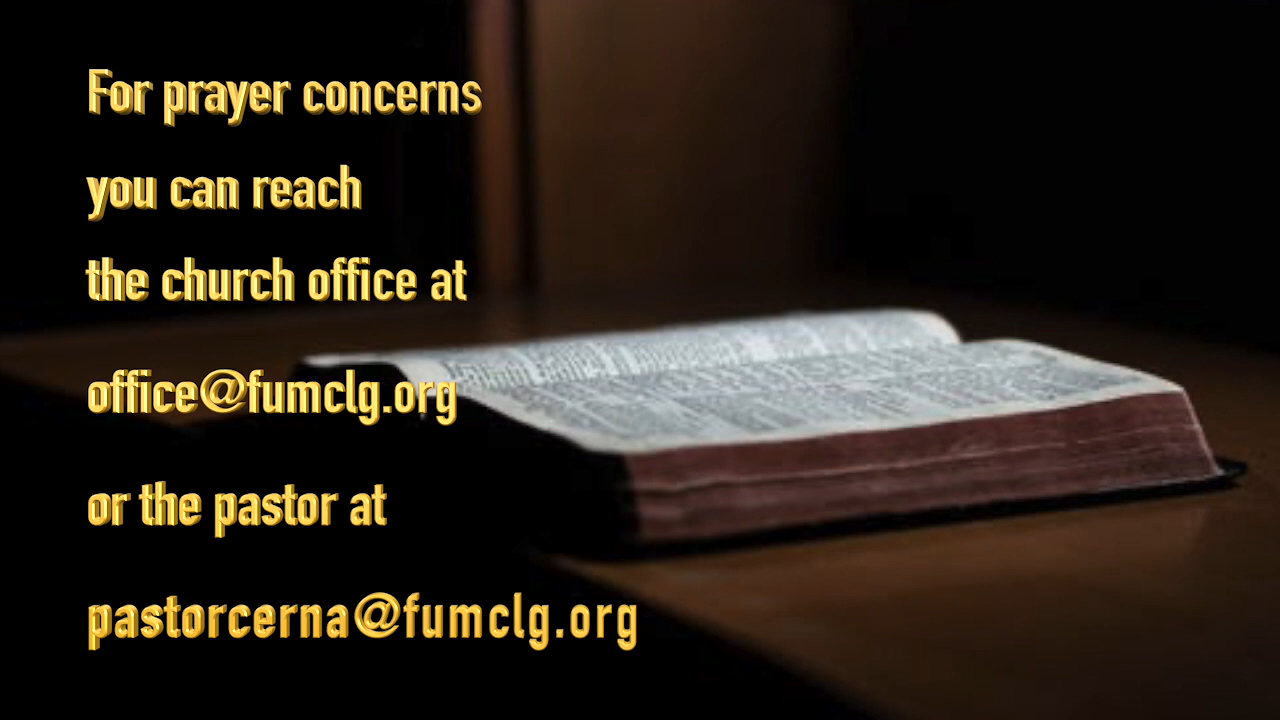 For prayer concerns
you can reach
the church office at
office@fumclg.org
or the pastor at
pastorcerna@fumclg.org